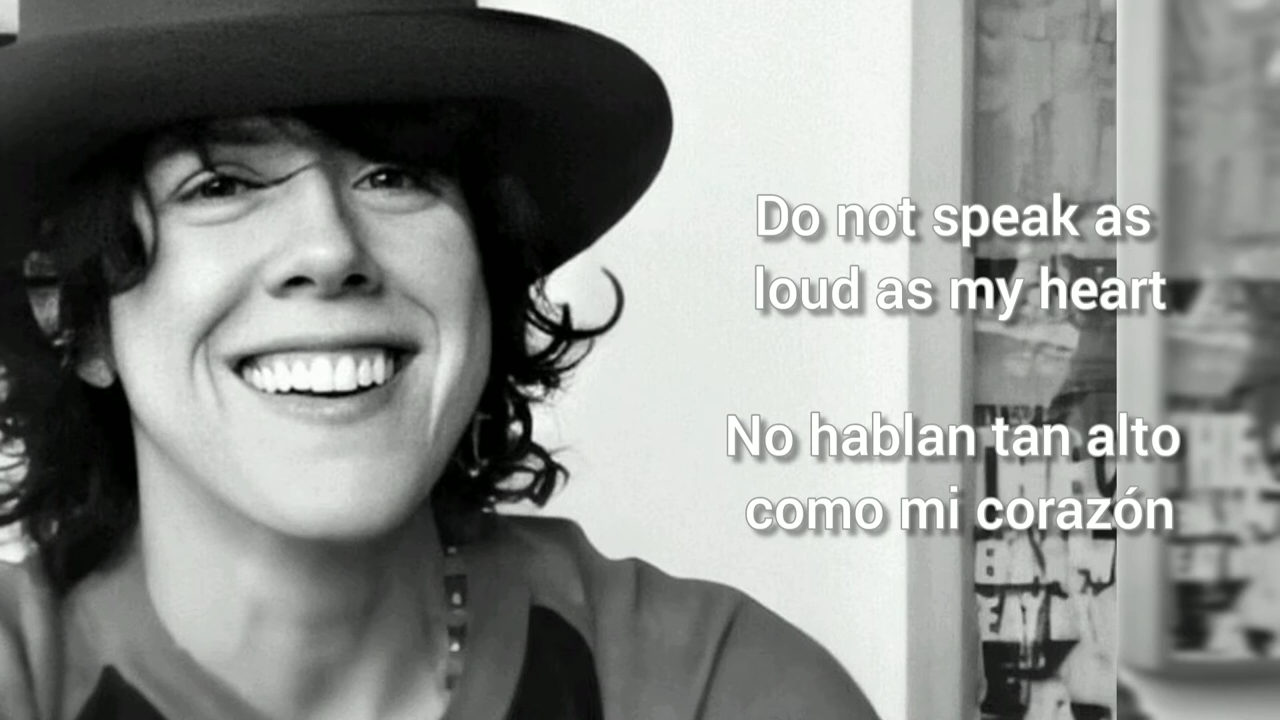 Do not speak as
loud as my heart
No hablan tan alto
como mi corazón